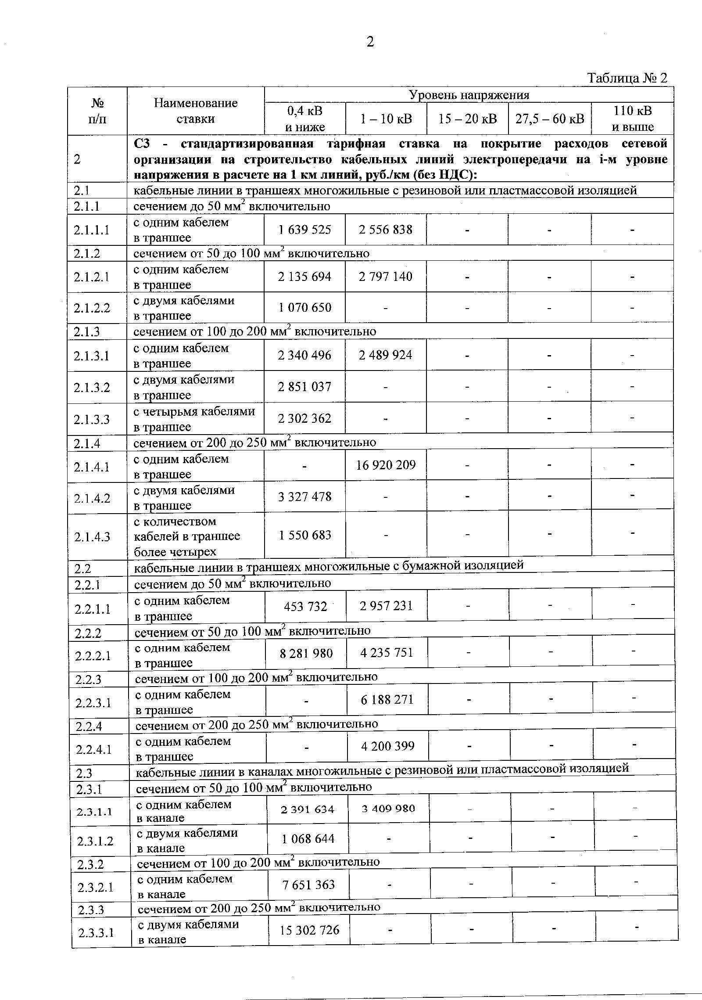 2
Таблица № 2
№ п/п Наименование ставки Уровень напряжения
0,4 кВ и ниже 1 – 10 кВ 15 – 20 кВ 27,5 – 60 кВ 110 кВ и выше
2 С3 - стандартизированная тарифная ставка на покрытие расходов сетевой
организации на строительство кабельных линий электропередачи на i-м уровне
напряжения в расчете на 1 км линий, руб./км (без НДС):
2.1 кабельные линии в траншеях многожильные с резиновой или пластмассовой изоляцией
2.1.1 сечением до 50 мм² включительно
2.1.1.1 с одним кабелем в траншее 1 639 525 2 556 838 - - -
2.1.2 сечением от 50 до 100 мм² включительно
2.1.2.1 с одним кабелем в траншее 2 135 694 2 797 140 - - -
2.1.2.2 с двумя кабелями в траншее 1 070 650 - - - -
2.1.3 сечением от 100 до 200 мм² включительно
2.1.3.1 с одним кабелем в траншее 2 340 496 2 489 924 - - -
2.1.3.2 с двумя кабелями в траншее 2 851 037 - - - -
2.1.3.3 с четырьмя кабелями в траншее 2 302 362 - - - -
2.1.4 сечением от 200 до 250 мм² включительно
2.1.4.1 с одним кабелем в траншее - 16 920 209 - - -
2.1.4.2 с двумя кабелями в траншее 3 327 478 - - - -
2.1.4.3 с количеством кабелей в траншее более четырех 1 550 683 - - - -
2.2 кабельные линии в траншеях многожильные с бумажной изоляцией
2.2.1 сечением до 50 мм² включительно
2.2.1.1 с одним кабелем в траншее 453 732 2 957 231 - - -
2.2.2 сечением от 50 до 100 мм² включительно
2.2.2.1 с одним кабелем в траншее 8 281 980 4 235 751 - - -
2.2.3 сечением от 100 до 200 мм² включительно
2.2.3.1 с одним кабелем в траншее - 6 188 271 - - -
2.2.4 сечением от 200 до 250 мм² включительно
2.2.4.1 с одним кабелем в траншее - 4 200 399 - - -
2.3 кабельные линии в каналах многожильные с резиновой или пластмассовой изоляцией
2.3.1 сечением от 50 до 100 мм² включительно
2.3.1.1 с одним кабелем в канале 2 391 634 3 409 980 - - -
2.3.1.2 с двумя кабелями в канале 1 068 644 - - - -
2.3.2 сечением от 100 до 200 мм² включительно
2.3.2.1 с одним кабелем в канале 7 651 363 - - - -
2.3.3 сечением от 200 до 250 мм² включительно
2.3.3.1 с двумя кабелями в канале 15 302 726 - - - -